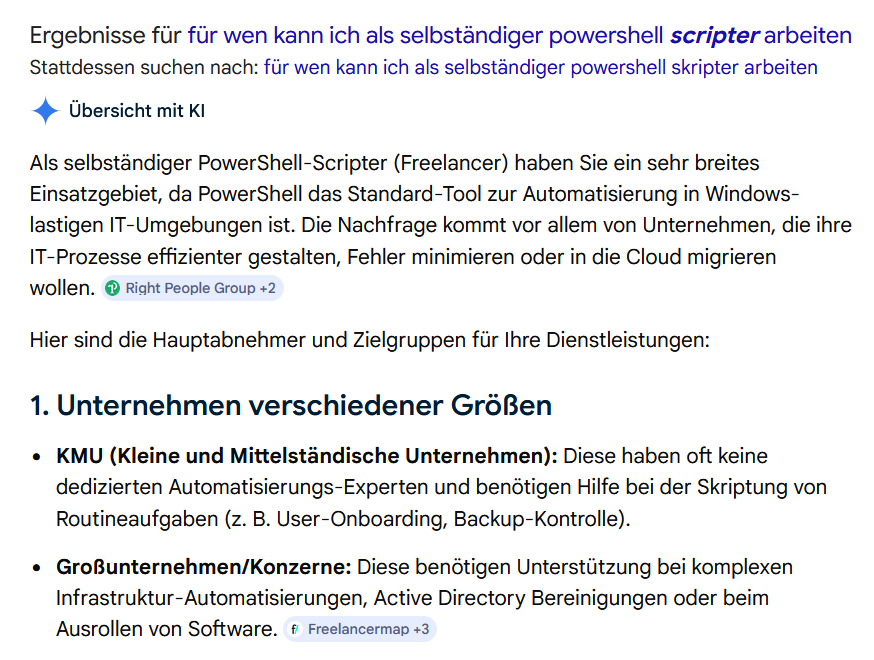 Ergebnisse für für wen kann ich als selbständiger powershell scripter arbeiten
Stattdessen suchen nach: für wen kann ich als selbständiger powershell skripter arbeiten
Übersicht mit KI
Als selbständiger PowerShell-Scripter (Freelancer) haben Sie ein sehr breites
Einsatzgebiet, da PowerShell das Standard-Tool zur Automatisierung in Windows-
lastigen IT-Umgebungen ist. Die Nachfrage kommt vor allem von Unternehmen, die ihre
IT-Prozesse effizienter gestalten, Fehler minimieren oder in die Cloud migrieren
wollen. Right People Group +2
Hier sind die Hauptabnehmer und Zielgruppen für Ihre Dienstleistungen:
1. Unternehmen verschiedener Größen
• KMU (Kleine und Mittelständische Unternehmen): Diese haben oft keine
dedizierten Automatisierungs-Experten und benötigen Hilfe bei der Skriptung von
Routineaufgaben (z. B. User-Onboarding, Backup-Kontrolle).
• Großunternehmen/Konzerne: Diese benötigen Unterstützung bei komplexen
Infrastruktur-Automatisierungen, Active Directory Bereinigungen oder beim
Ausrollen von Software. Freelancermap +3